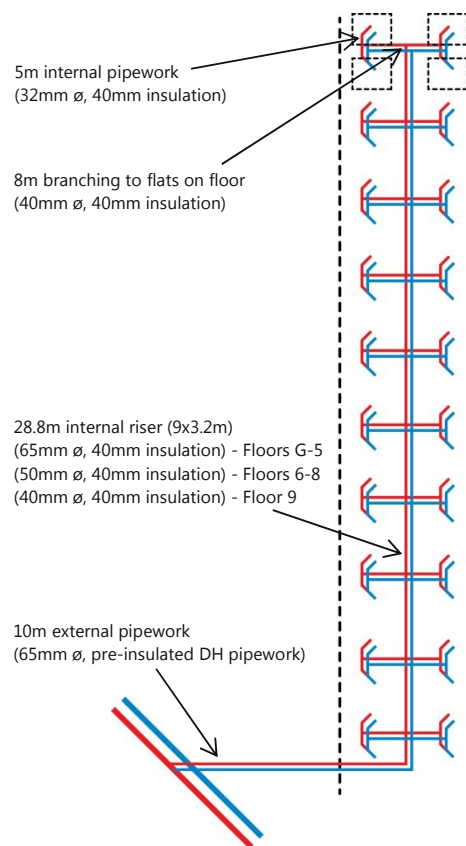 5m internal pipework
(32mm ø, 40mm insulation)
8m branching to flats on floor
(40mm ø, 40mm insulation)
28.8m internal riser (9x3.2m)
(65mm ø, 40mm insulation) - Floors G-5
(50mm ø, 40mm insulation) - Floors 6-8
(40mm ø, 40mm insulation) - Floor 9
10m external pipework
(65mm ø, pre-insulated DH pipework)